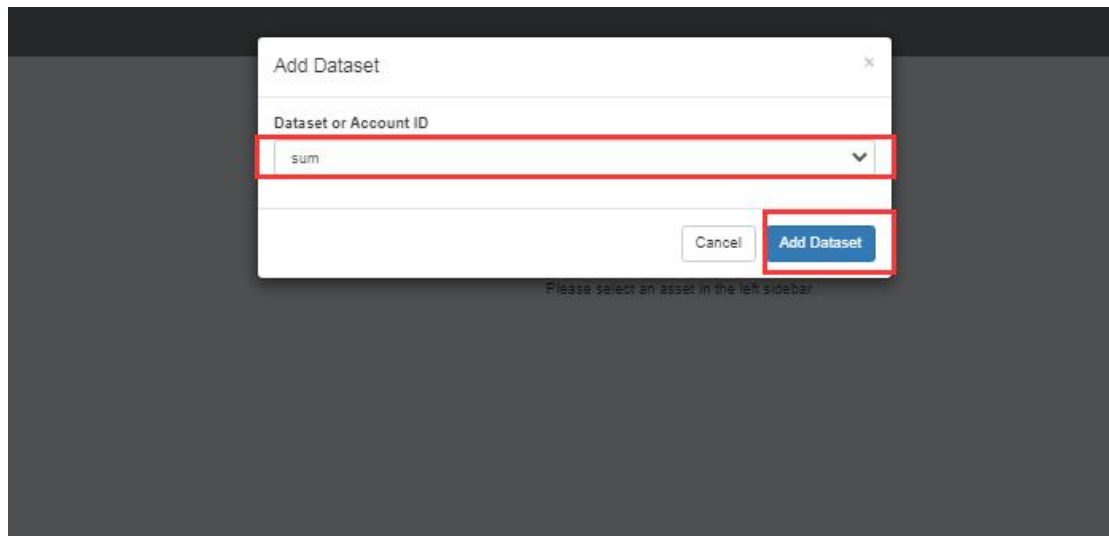 Add Dataset ×
Dataset or Account ID
sum
Cancel Add Dataset
Please select an asset in the left sidebar